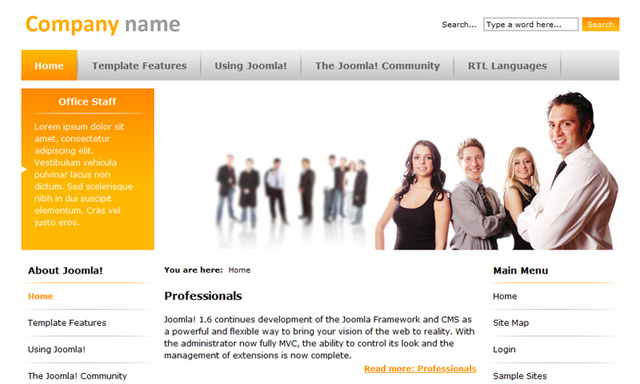 Company name
Search... Type a word here... Search
Home Template Features Using Joomla! The Joomla! Community RTL Languages
Office Staff
Lorem ipsum dolor sit
amet, consectetur
adipiscing elit.
Vestibulum vehicula
pulvinar lacus non
dictum. Sed scelerisque
nibh in dui suscipit
elementum. Cras vel
justo eros.
About Joomla!
Home
Template Features
Using Joomla!
The Joomla! Community
You are here: Home
Professionals
Joomla! 1.6 continues development of the Joomla Framework and CMS as
a powerful and flexible way to bring your vision of the web to reality. With
the administrator now fully MVC, the ability to control its look and the
management of extensions is now complete.
Read more: Professionals
Main Menu
Home
Site Map
Login
Sample Sites